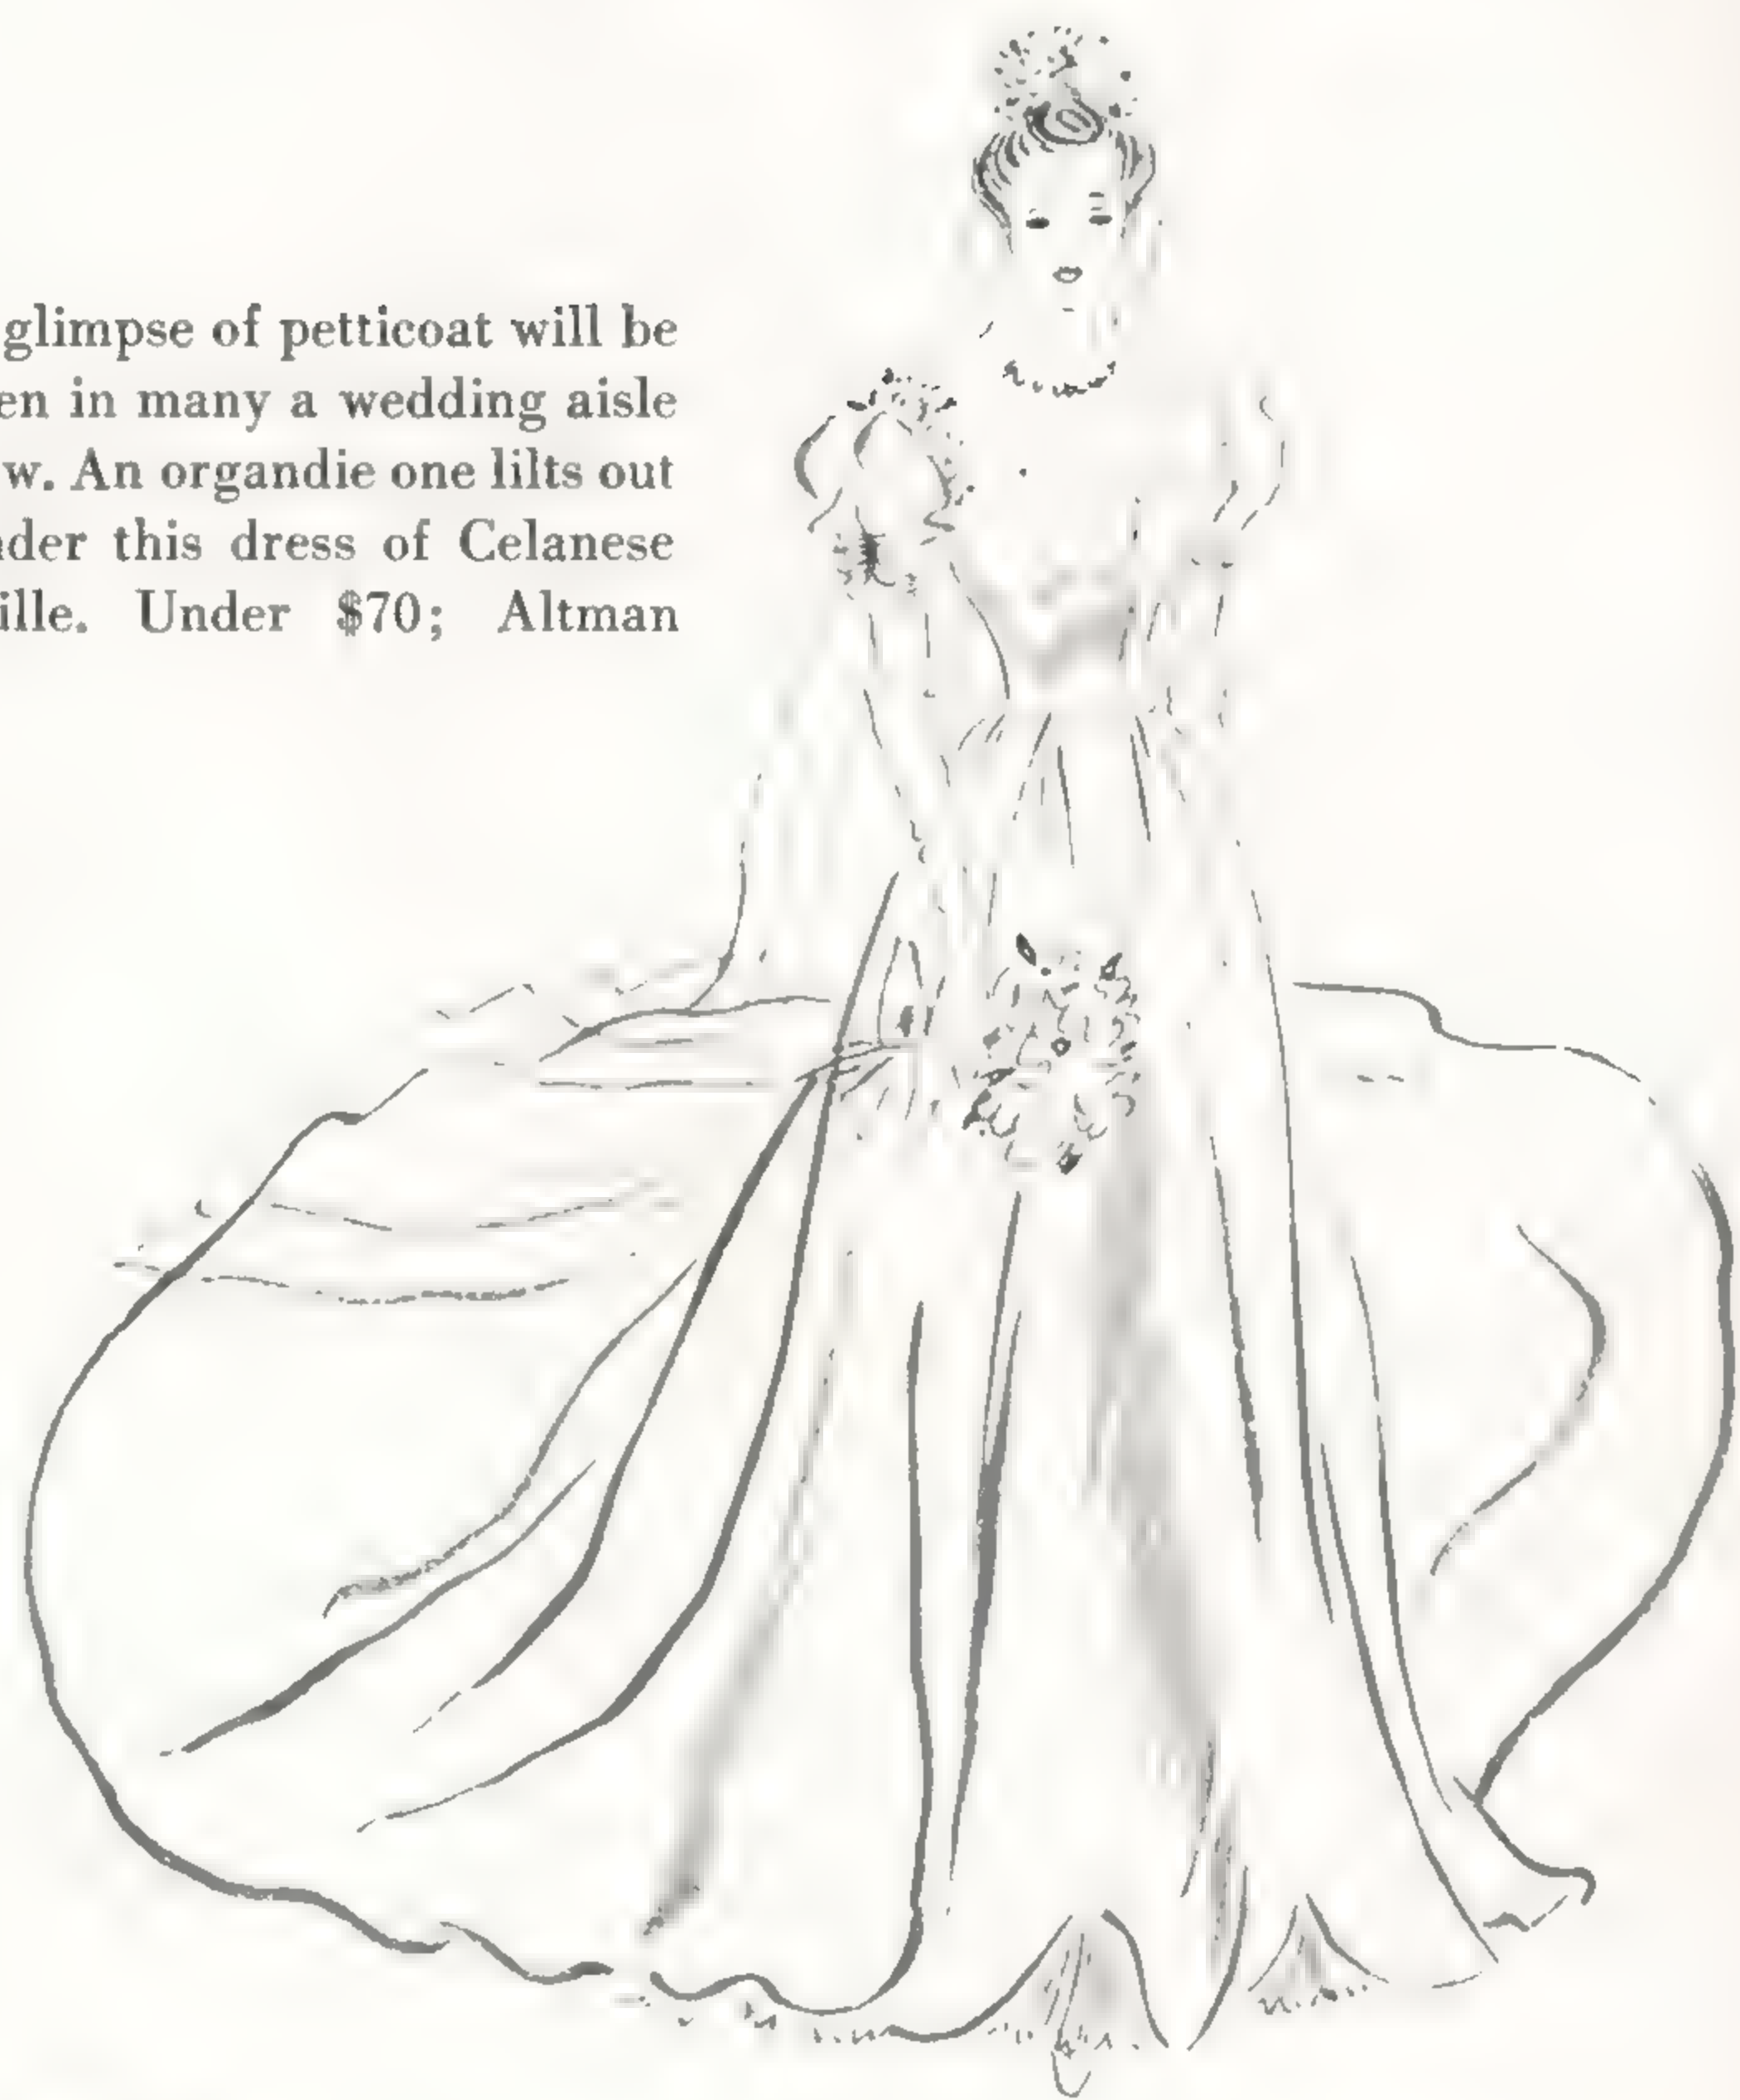 glimpse of petticoat will be
en in many a wedding aisle
w. An organdie one lilts out
der this dress of Celanese
ille. Under $70; Altman